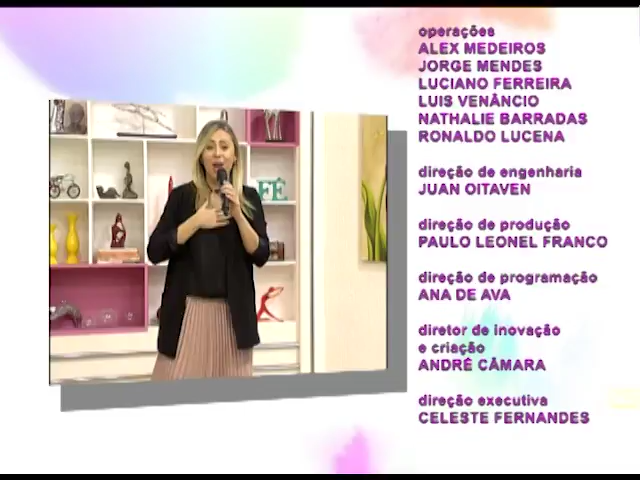 operações
ALEX MEDEIROS
JORGE MENDES
LUCIANO FERREIRA
LUIS VENÂNCIO
NATHALIE BARRADAS
RONALDO LUCENA
direção de engenharia
JUAN OITAVEN
direção de produção
PAULO LEONEL FRANCO
direção de programação
ANA DE AVA
diretor de inovação
e criação
ANDRÉ CÂMARA
direção executiva
CELESTE FERNANDES
FÉ